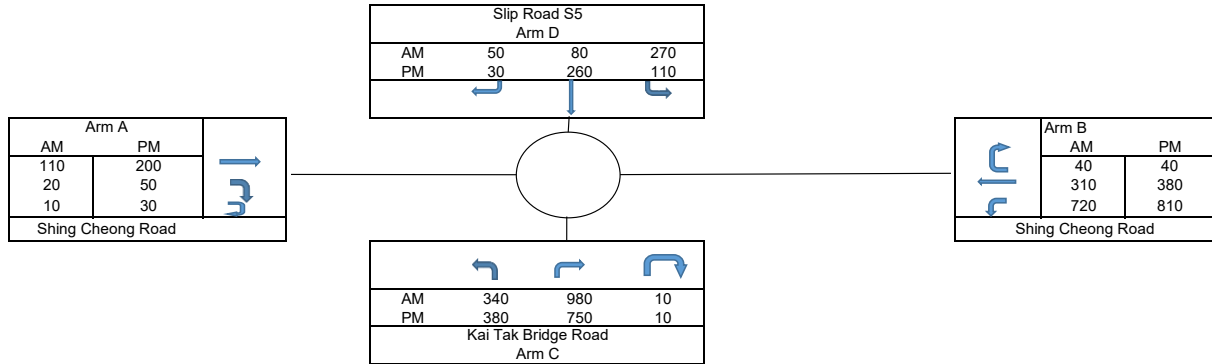 Slip Road S5
Arm D
AM 50 80 270
PM 30 260 110
Arm A
AM PM
110 200
20 50
10 30
Shing Cheong Road
Arm B
AM PM
40 40
310 380
720 810
Shing Cheong Road
AM 340 980 10
PM 380 750 10
Kai Tak Bridge Road
Arm C